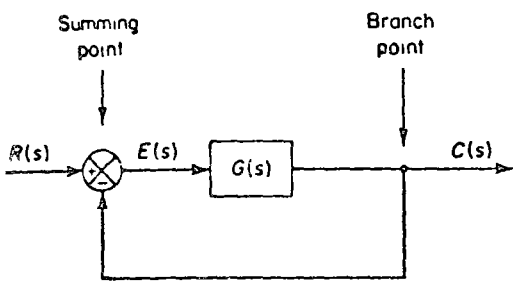 Summing
point
Branch
point
R(s)
+
−
E(s)
G(s)
C(s)